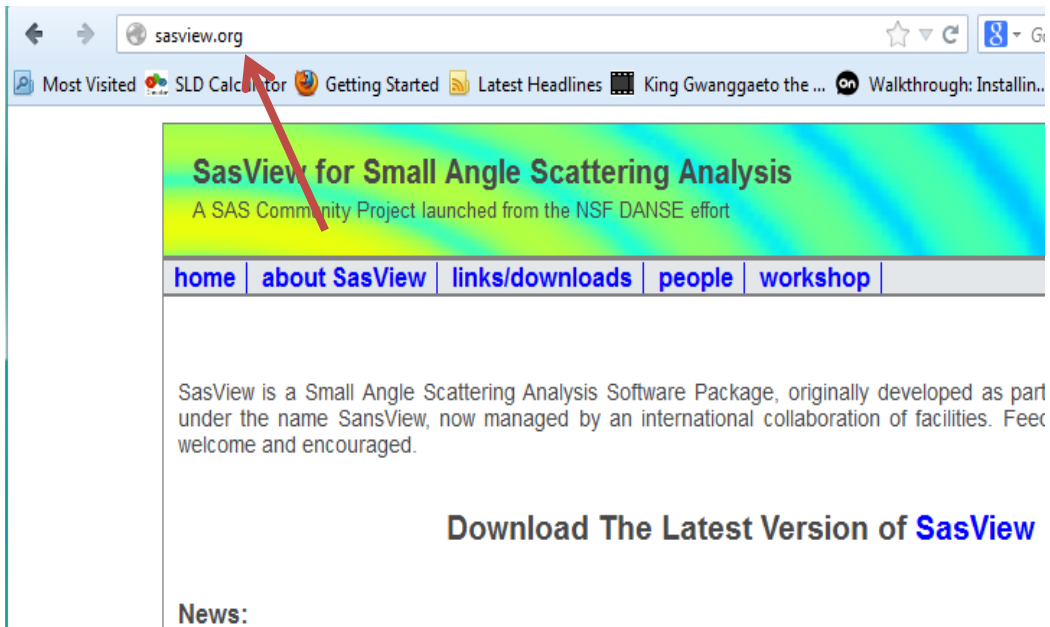 sasview.org
Most Visited SLD Calculator Getting Started Latest Headlines King Gwanggaeto the ... Walkthrough: Installin...
SasView for Small Angle Scattering Analysis
A SAS Community Project launched from the NSF DANSE effort
home about SasView links/downloads people workshop
SasView is a Small Angle Scattering Analysis Software Package, originally developed as part
under the name SansView, now managed by an international collaboration of facilities. Feed
welcome and encouraged.
Download The Latest Version of SasView
News: